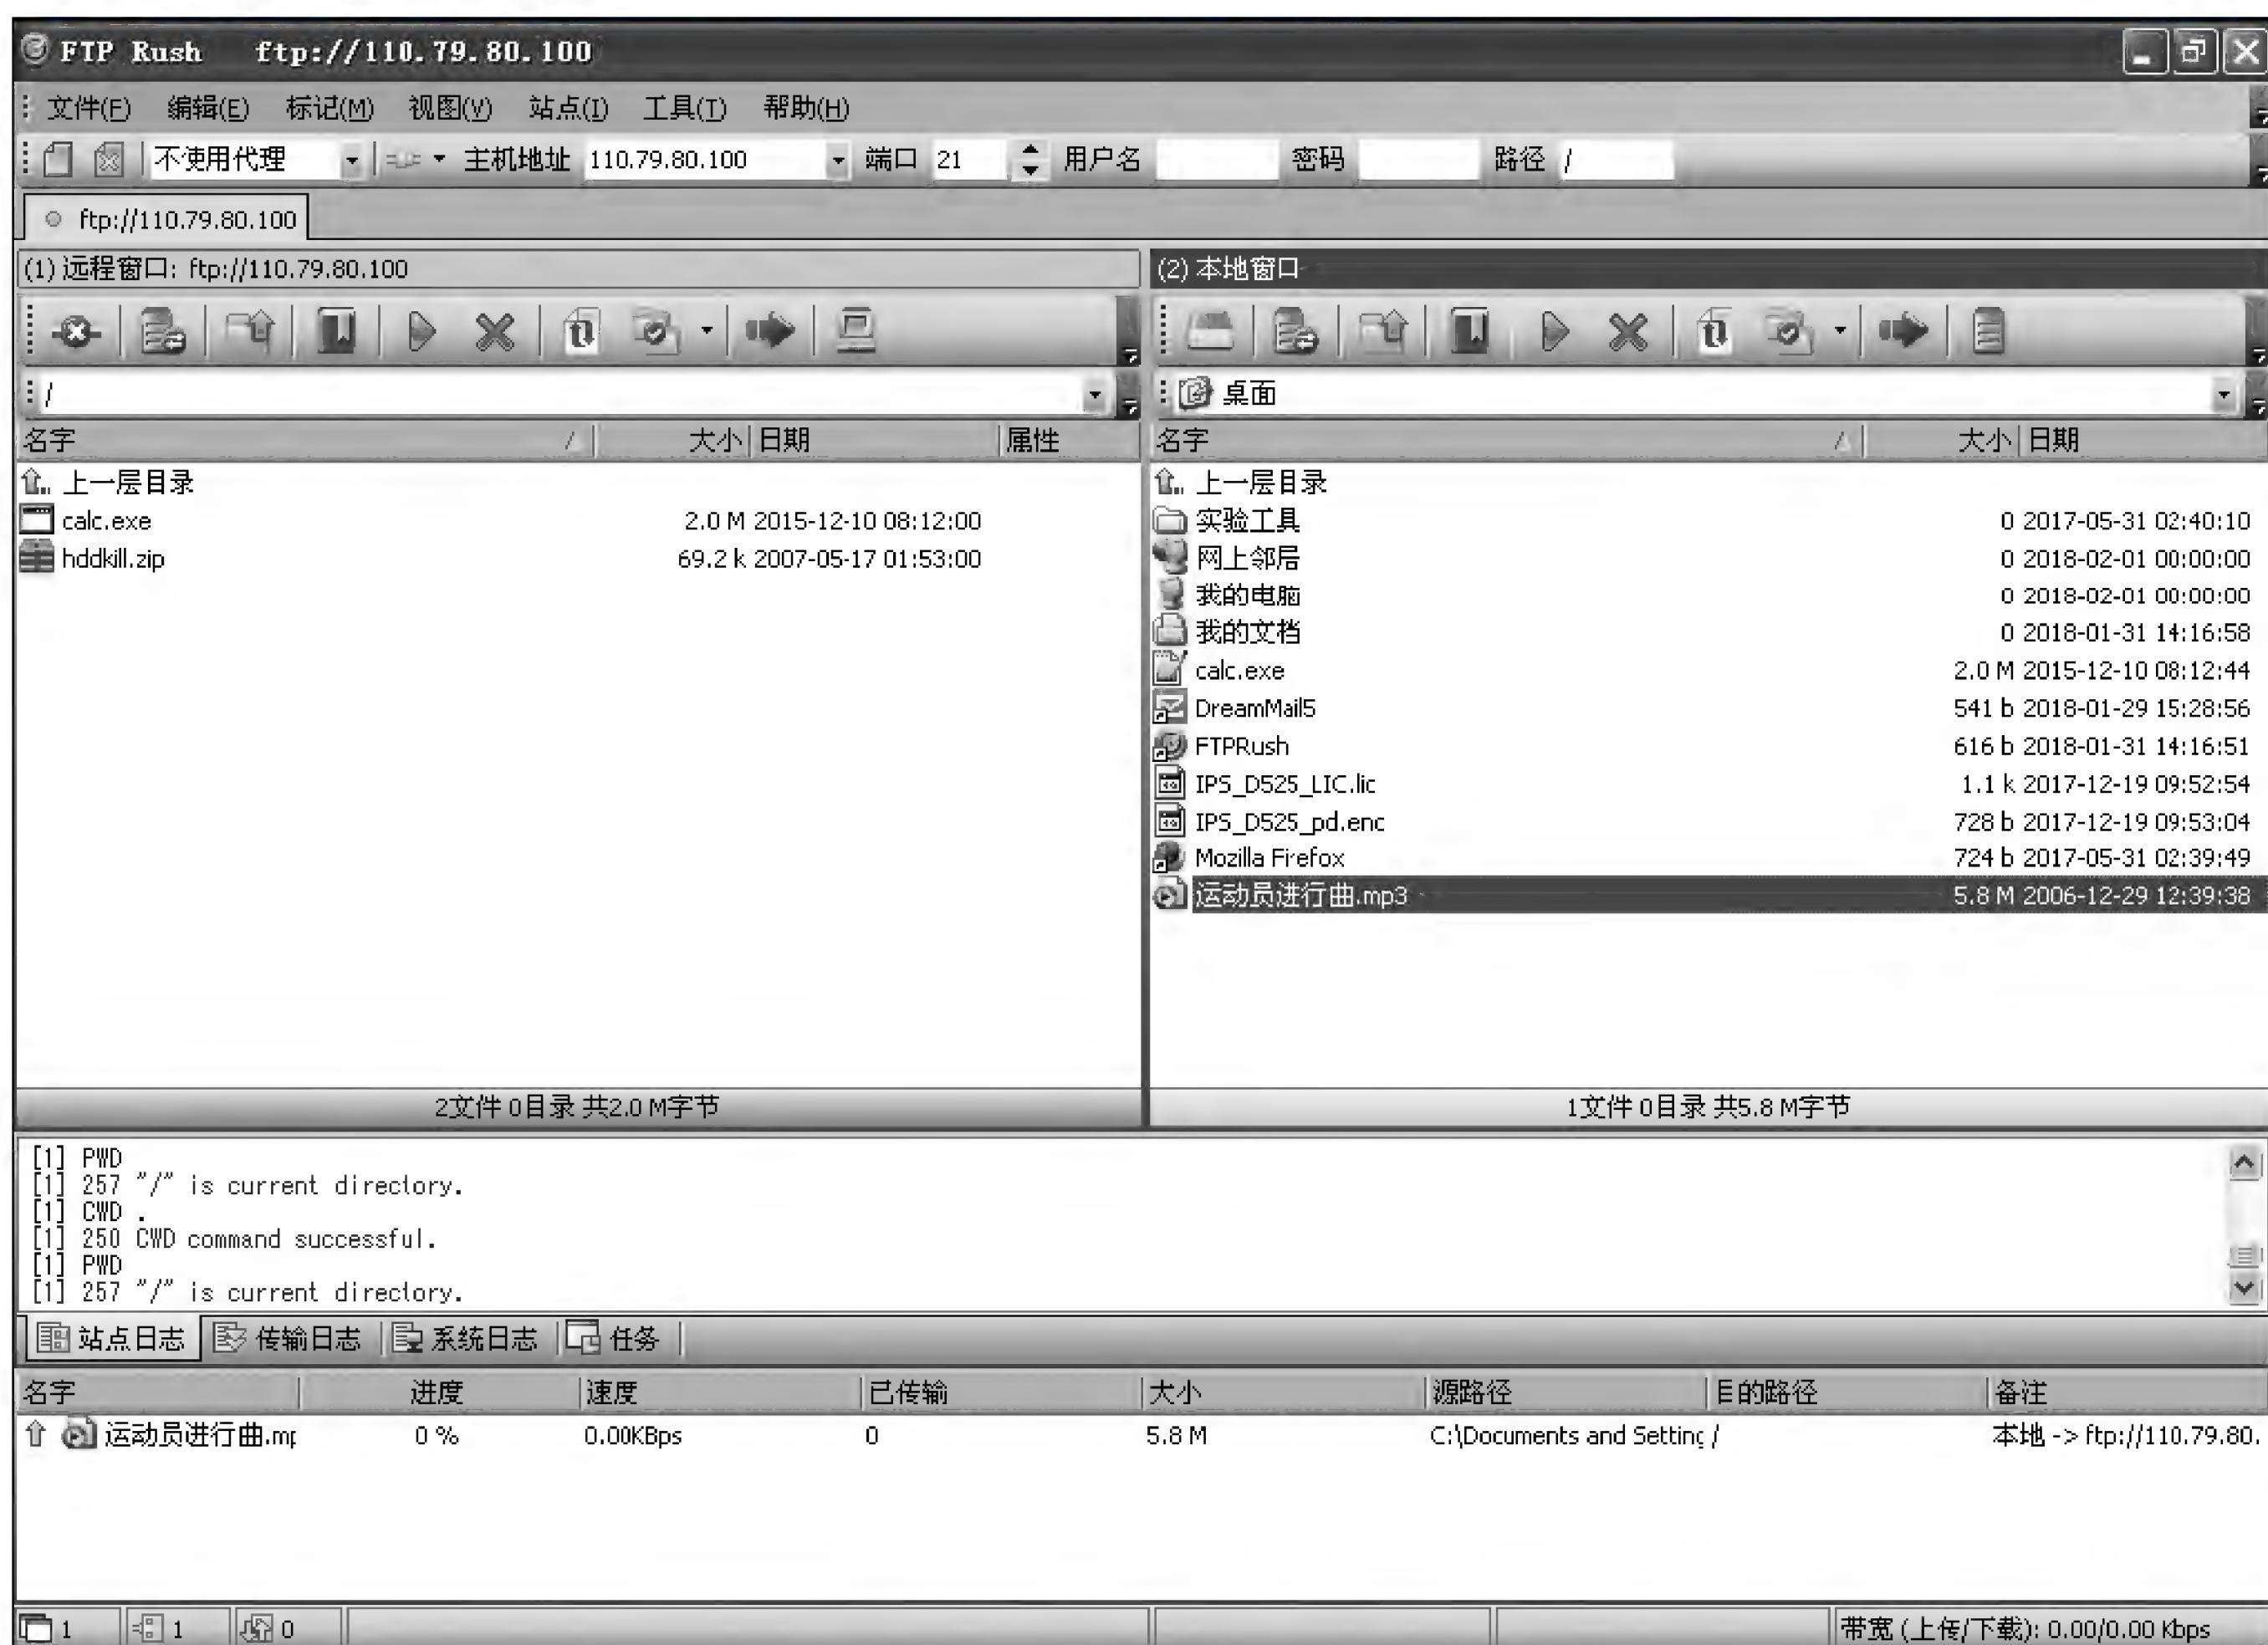 FTP Rush ftp://110.79.80.100
文件(F) 编辑(E) 标记(M) 视图(V) 站点(I) 工具(T) 帮助(H)
不使用代理 主机地址 110.79.80.100 端口 21 用户名 密码 路径 /
ftp://110.79.80.100
(1) 远程窗口: ftp://110.79.80.100
(2) 本地窗口
/
桌面
名字 大小 日期 属性
名字 大小 日期
上一层目录
calc.exe 2.0 M 2015-12-10 08:12:00
hddkill.zip 69.2 k 2007-05-17 01:53:00
上一层目录
实验工具 0 2017-05-31 02:40:10
网上邻居 0 2018-02-01 00:00:00
我的电脑 0 2018-02-01 00:00:00
我的文档 0 2018-01-31 14:16:58
calc.exe 2.0 M 2015-12-10 08:12:44
DreamMail5 541 b 2018-01-29 15:28:56
FTPRush 616 b 2018-01-31 14:16:51
IPS_D525_LIC.lic 1.1 k 2017-12-19 09:52:54
IPS_D525_pd.enc 728 b 2017-12-19 09:53:04
Mozilla Firefox 724 b 2017-05-31 02:39:49
运动员进行曲.mp3 5.8 M 2006-12-29 12:39:38
2文件 0目录 共2.0 M字节
1文件 0目录 共5.8 M字节
[1] PWD
[1] 257 "/" is current directory.
[1] CWD .
[1] 250 CWD command successful.
[1] PWD
[1] 257 "/" is current directory.
站点日志 传输日志 系统日志 任务
名字 进度 速度 已传输 大小 源路径 目的路径 备注
运动员进行曲.mp 0 % 0.00KBps 0 5.8 M C:\Documents and Setting / 本地 -> ftp://110.79.80.
1 1 0 带宽 (上传/下载): 0.00/0.00 Kbps